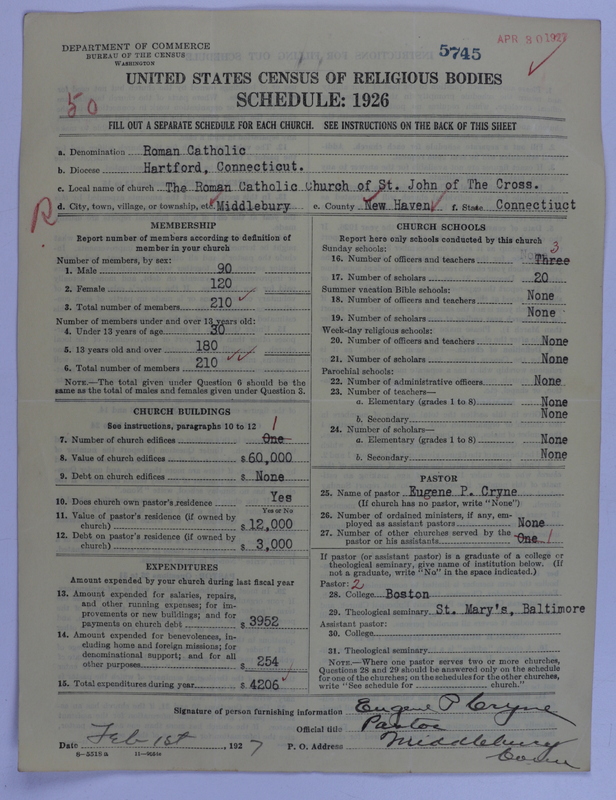 DEPARTMENT OF COMMERCE
BUREAU OF THE CENSUS
WASHINGTON
5745
APR 30 1927
UNITED STATES CENSUS OF RELIGIOUS BODIES
SCHEDULE: 1926
50
FILL OUT A SEPARATE SCHEDULE FOR EACH CHURCH. SEE INSTRUCTIONS ON THE BACK OF THIS SHEET
a. Denomination Roman Catholic
b. Diocese Hartford, Connecticut.
c. Local name of church The Roman Catholic Church of St. John of The Cross.
d. City, town, village, or township, etc. Middlebury e. County New Haven f. State Connectiuct
R
MEMBERSHIP
Report number of members according to definition of
member in your church
Number of members, by sex:
1. Male 90
2. Female 120
3. Total number of members 210
Number of members under and over 13 years old:
4. Under 13 years of age 30
5. 13 years old and over 180
6. Total number of members 210
NOTE.—The total given under Question 6 should be the
same as the total of males and females given under Question 3.
CHURCH BUILDINGS
See instructions, paragraphs 10 to 12
7. Number of church edifices One 1
8. Value of church edifices $ 60,000
9. Debt on church edifices $ None
10. Does church own pastor's residence Yes
Yes or No
11. Value of pastor's residence (if owned by
church) $ 12,000
12. Debt on pastor's residence (if owned by
church) $ 3,000
EXPENDITURES
Amount expended by your church during last fiscal year
13. Amount expended for salaries, repairs,
and other running expenses; for im-
provements or new buildings; and for
payments on church debt $ 3952
14. Amount expended for benevolences, in-
cluding home and foreign missions; for
denominational support; and for all
other purposes $ 254
15. Total expenditures during year $ 4206
CHURCH SCHOOLS
Report here only schools conducted by this church
Sunday schools:
16. Number of officers and teachers Three 3
17. Number of scholars 20
Summer vacation Bible schools:
18. Number of officers and teachers None
19. Number of scholars None
Week-day religious schools:
20. Number of officers and teachers None
21. Number of scholars None
Parochial schools:
22. Number of administrative officers None
23. Number of teachers—
a. Elementary (grades 1 to 8) None
b. Secondary None
24. Number of scholars—
a. Elementary (grades 1 to 8) None
b. Secondary None
PASTOR
25. Name of pastor Eugene P. Cryne
(If church has no pastor, write "None")
26. Number of ordained ministers, if any, em-
ployed as assistant pastors None
27. Number of other churches served by the
pastor or his assistants One 1
If pastor (or assistant pastor) is a graduate of a college or
theological seminary, give name of institution below. (If
not a graduate, write "No" in the space indicated.)
Pastor: 2
28. College Boston
29. Theological seminary St. Mary's, Baltimore
Assistant pastor:
30. College
31. Theological seminary
NOTE.—Where one pastor serves two or more churches,
Questions 28 and 29 should be answered only on the schedule
for one of the churches; on the schedules for the other churches,
write "See schedule for church."
Signature of person furnishing information Eugene P Cryne
Official title Pastor
Date Feb 1st, 1927 P. O. Address Middlebury
Conn
8-5518 a